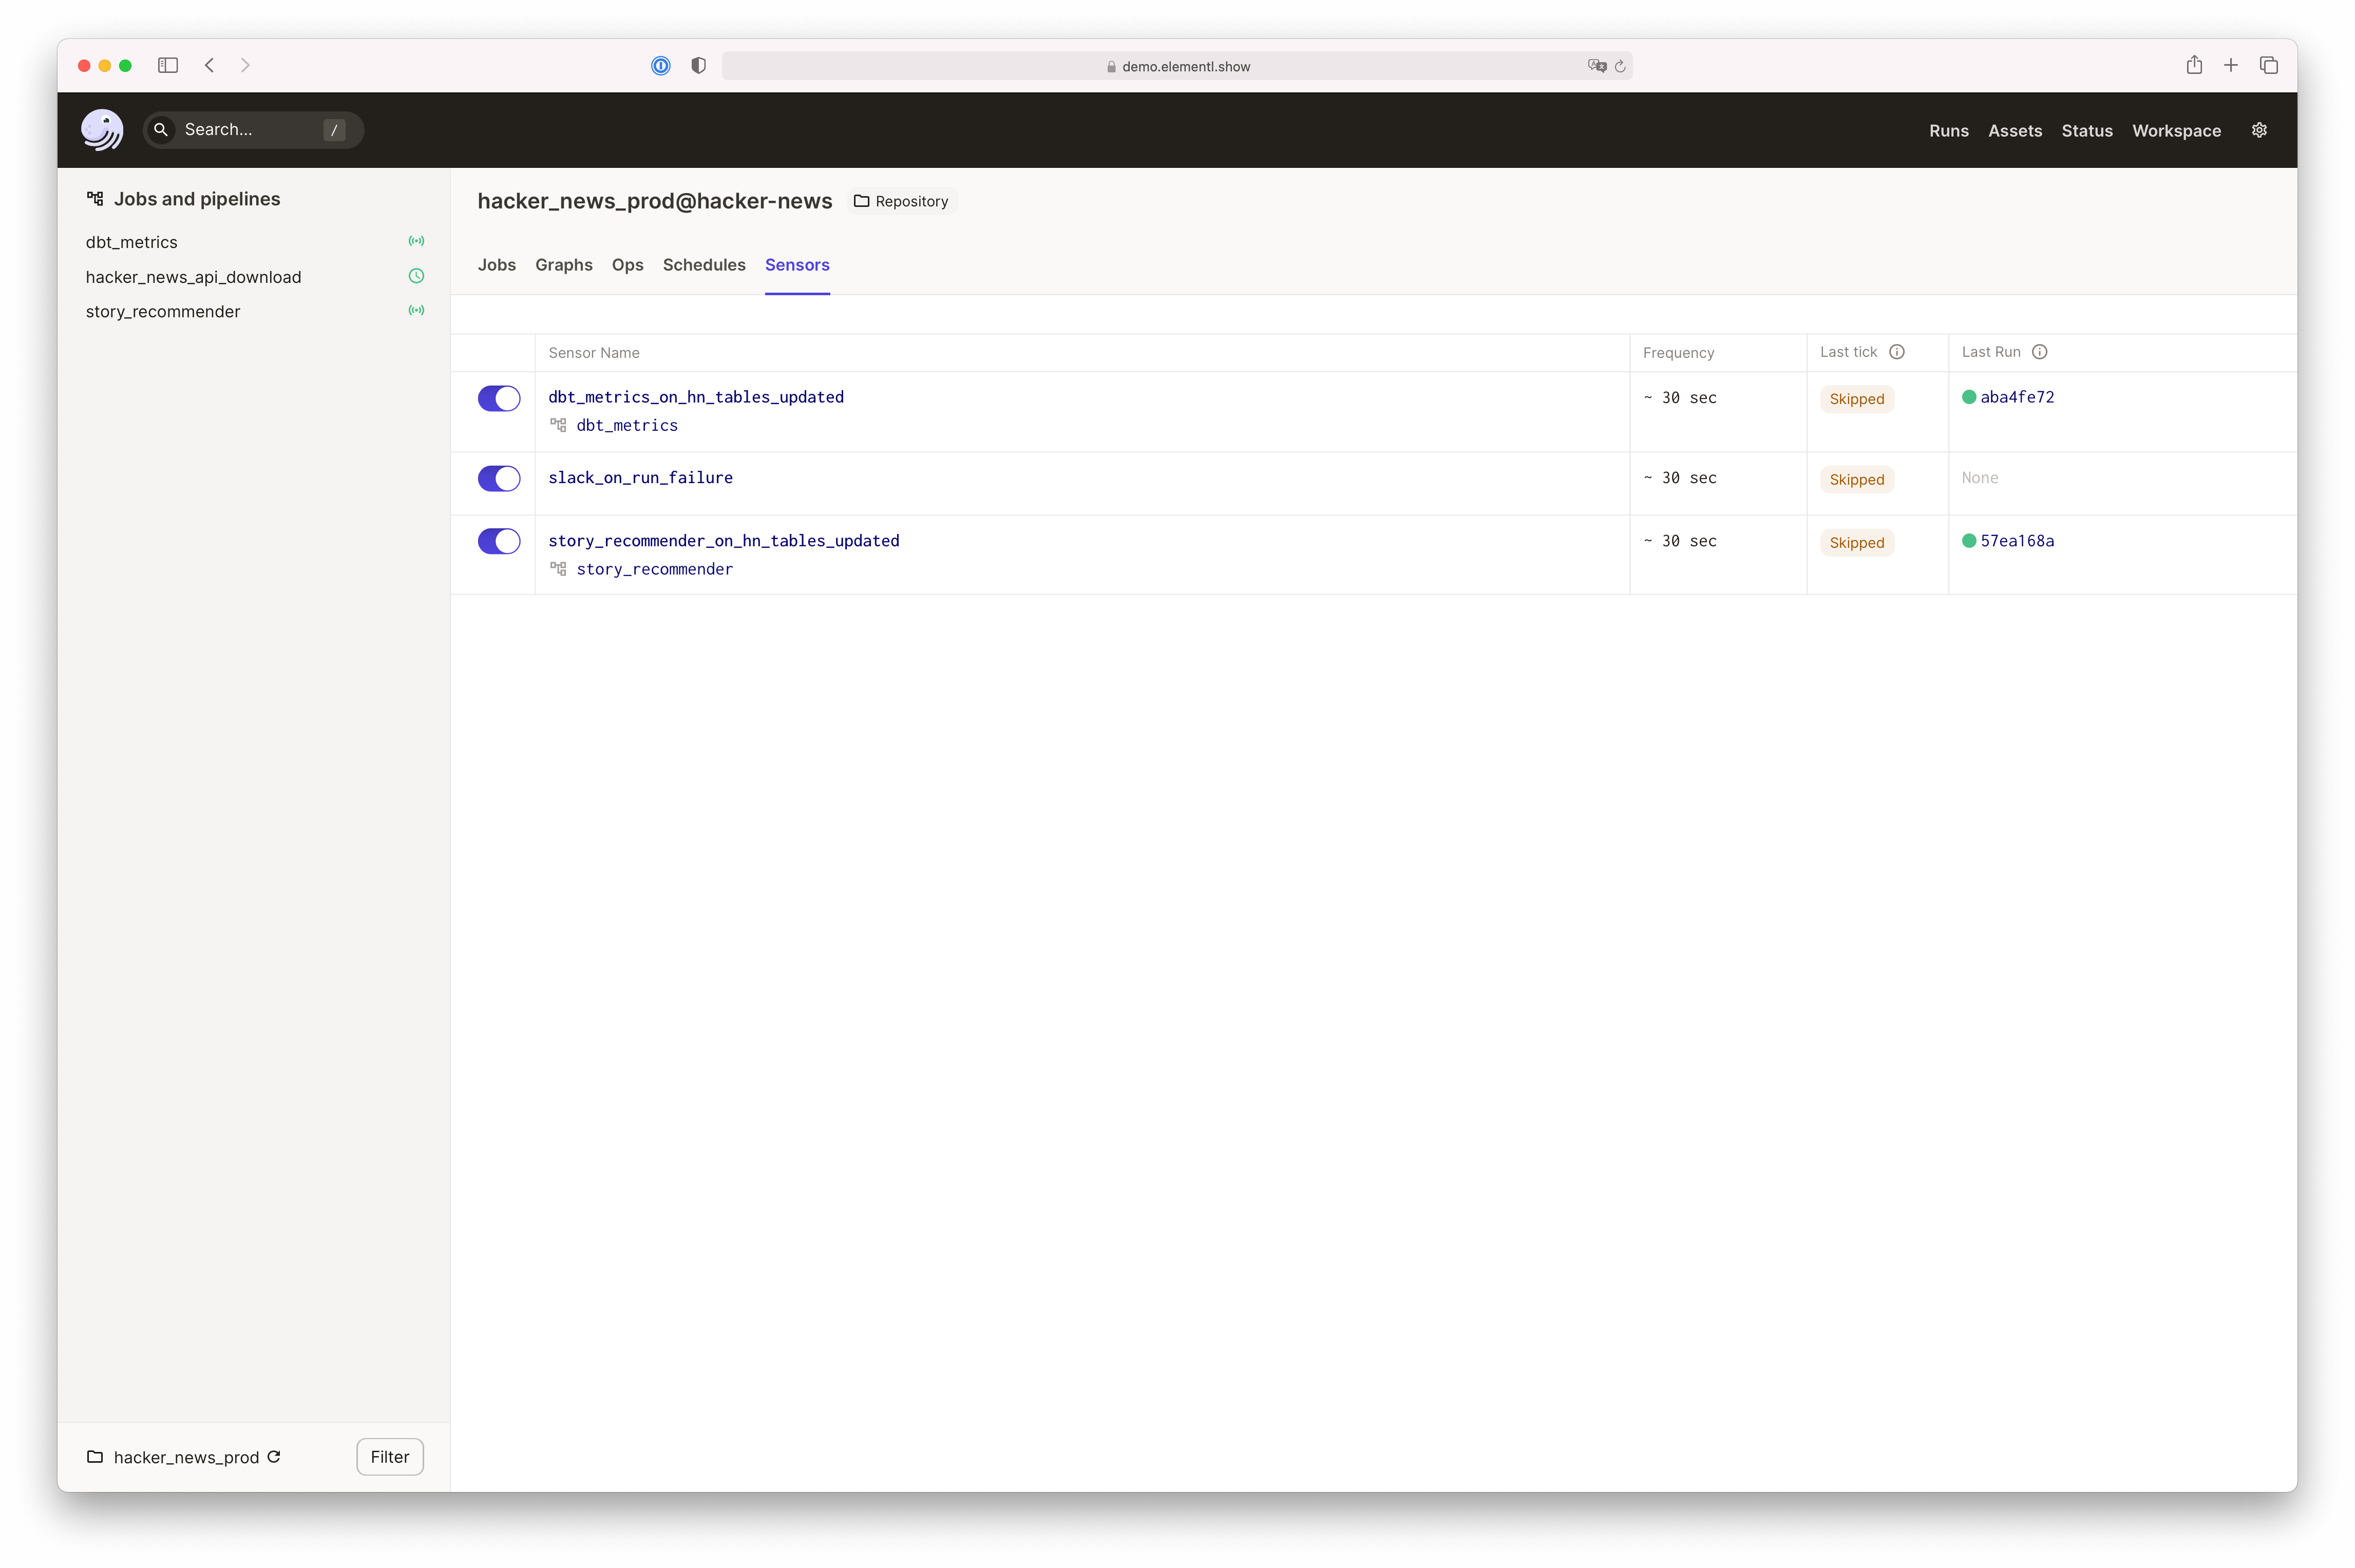 demo.elementl.show
Search... /
Runs Assets Status Workspace
Jobs and pipelines
dbt_metrics
hacker_news_api_download
story_recommender
hacker_news_prod@hacker-news Repository
Jobs Graphs Ops Schedules Sensors
Sensor Name Frequency Last tick Last Run
dbt_metrics_on_hn_tables_updated ~ 30 sec Skipped aba4fe72
dbt_metrics
slack_on_run_failure ~ 30 sec Skipped None
story_recommender_on_hn_tables_updated ~ 30 sec Skipped 57ea168a
story_recommender
hacker_news_prod Filter